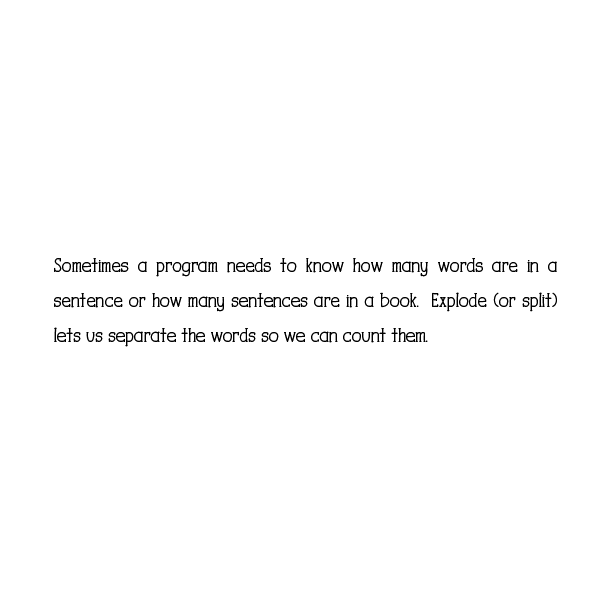 Sometimes a program needs to know how many words are in a
sentence or how many sentences are in a book.  Explode (or split)
lets us separate the words so we can count them.